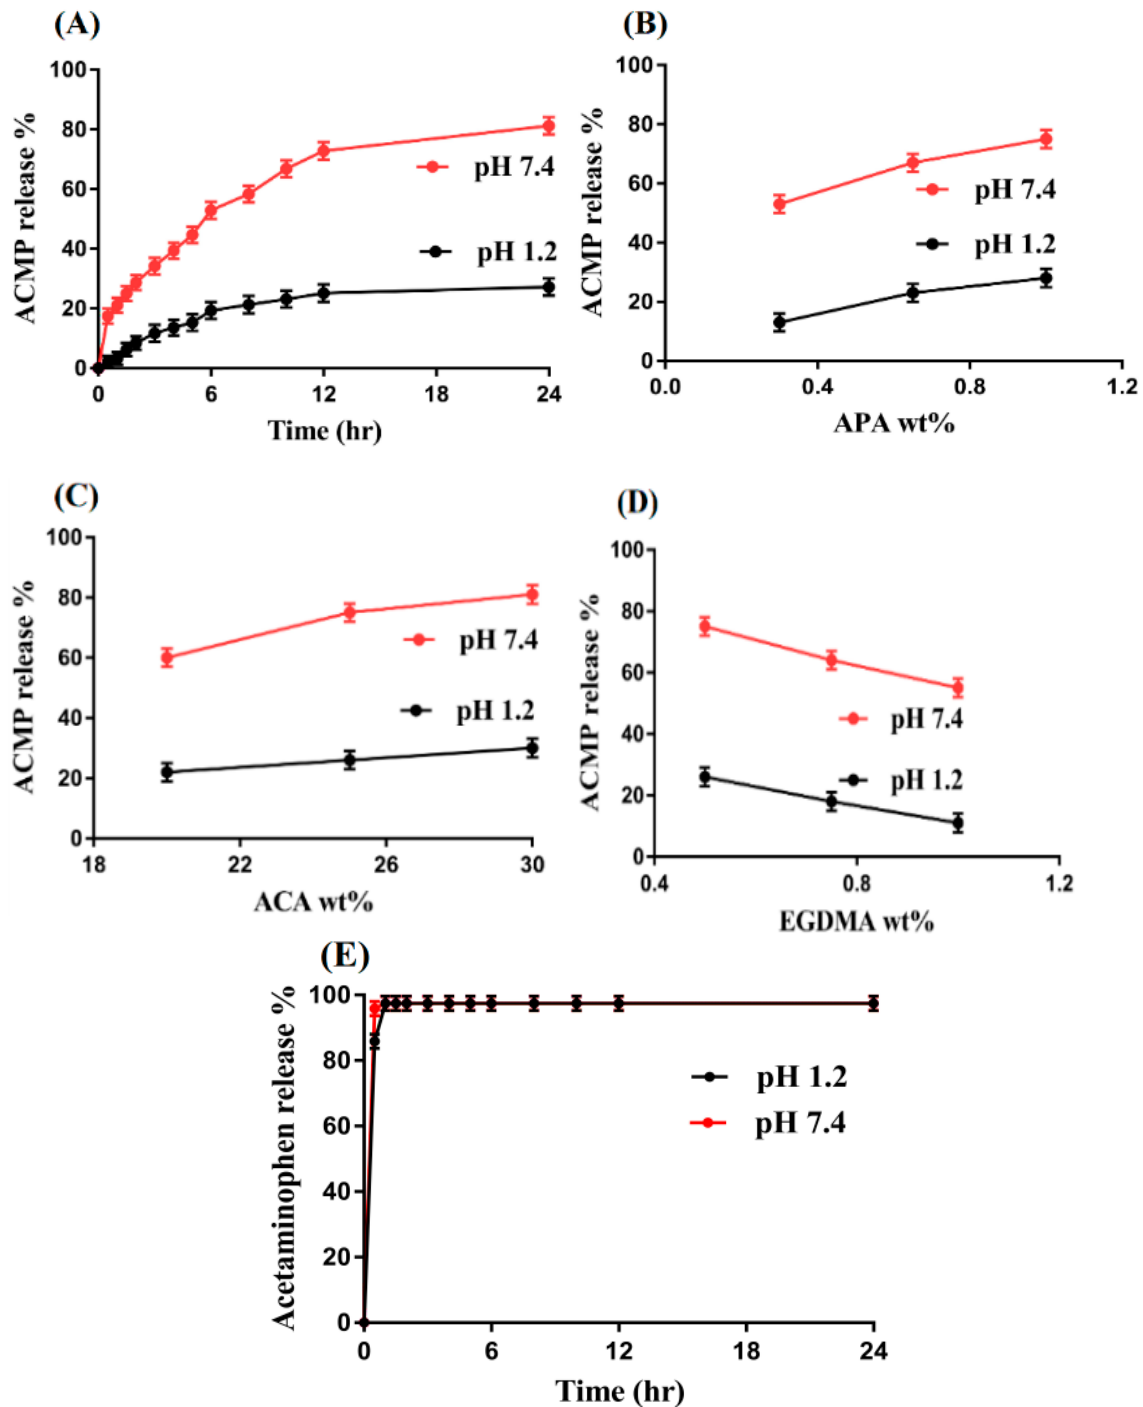 (A)
ACMP release %
100
80
60
40
20
0
pH 7.4
pH 1.2
0 6 12 18 24
Time (hr)
(B)
ACMP release %
100
80
60
40
20
0
pH 7.4
pH 1.2
0.0 0.4 0.8 1.2
APA wt%
(C)
ACMP release %
100
80
60
40
20
0
pH 7.4
pH 1.2
18 22 26 30
ACA wt%
(D)
ACMP release %
100
80
60
40
20
0
pH 7.4
pH 1.2
0.4 0.8 1.2
EGDMA wt%
(E)
Acetaminophen release %
100
80
60
40
20
0
pH 1.2
pH 7.4
0 6 12 18 24
Time (hr)